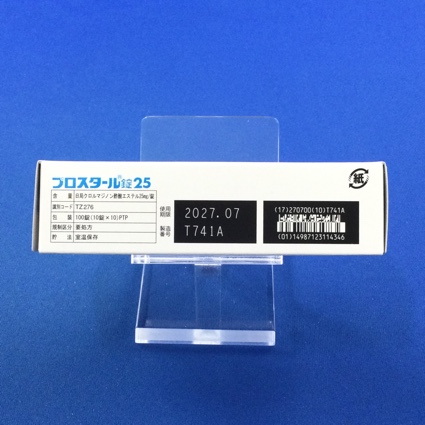 プロスタール®錠25
含量 日局クロルマジノン酢酸エステル25mg/錠
識別コード TZ276
包装 100錠(10錠×10)PTP
規制区分 要処方
貯法 室温保存
使用期限 2027.07
製造番号 T741A
(17)270700(10)T741A
(01)14987123114346
紙